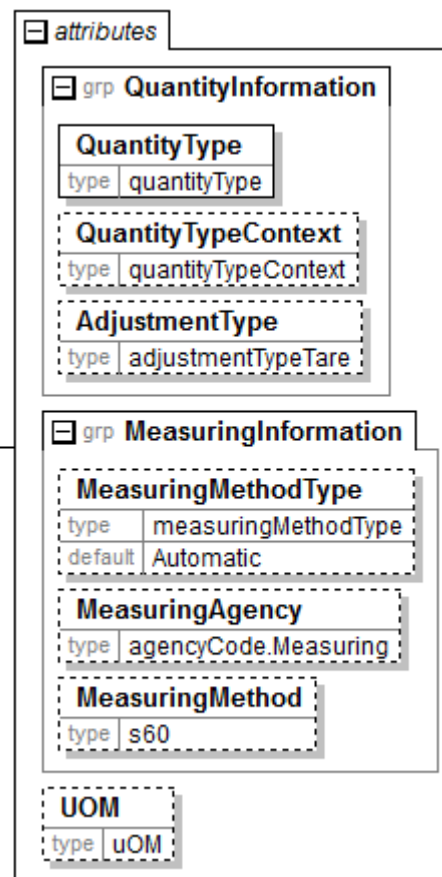 attributes
grp QuantityInformation
QuantityType
type quantityType
QuantityTypeContext
type quantityTypeContext
AdjustmentType
type adjustmentTypeTare
grp MeasuringInformation
MeasuringMethodType
type measuringMethodType
default Automatic
MeasuringAgency
type agencyCode.Measuring
MeasuringMethod
type s60
UOM
type uOM